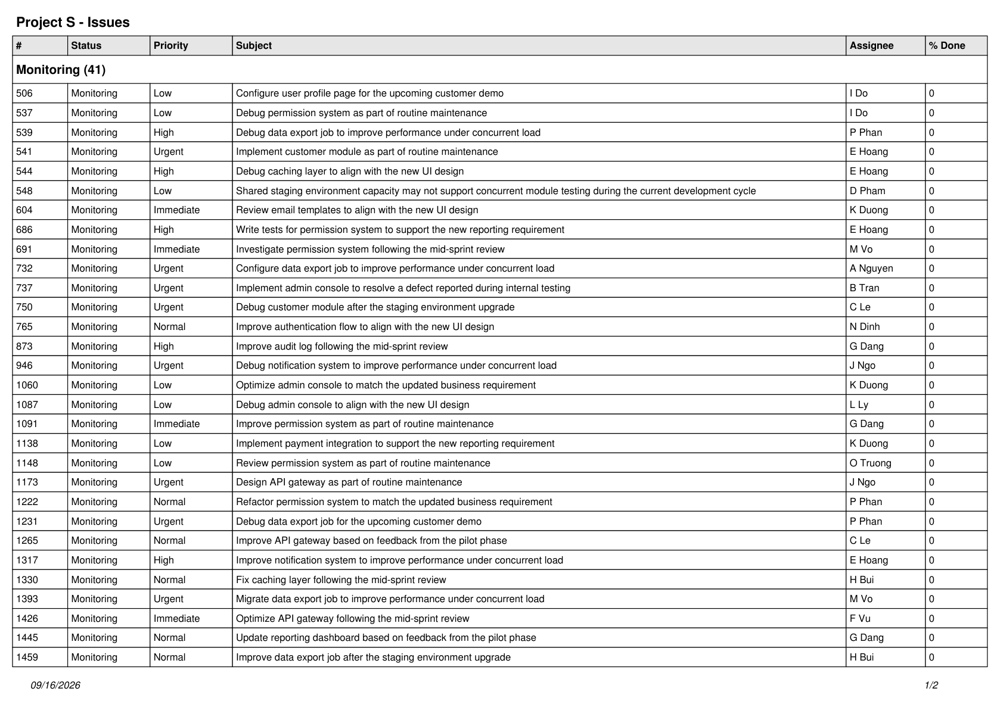 Project S - Issues
# Status Priority Subject Assignee % Done
Monitoring (41)
506 Monitoring Low Configure user profile page for the upcoming customer demo I Do 0
537 Monitoring Low Debug permission system as part of routine maintenance I Do 0
539 Monitoring High Debug data export job to improve performance under concurrent load P Phan 0
541 Monitoring Urgent Implement customer module as part of routine maintenance E Hoang 0
544 Monitoring High Debug caching layer to align with the new UI design E Hoang 0
548 Monitoring Low Shared staging environment capacity may not support concurrent module testing during the current development cycle D Pham 0
604 Monitoring Immediate Review email templates to align with the new UI design K Duong 0
686 Monitoring High Write tests for permission system to support the new reporting requirement E Hoang 0
691 Monitoring Immediate Investigate permission system following the mid-sprint review M Vo 0
732 Monitoring Urgent Configure data export job to improve performance under concurrent load A Nguyen 0
737 Monitoring Urgent Implement admin console to resolve a defect reported during internal testing B Tran 0
750 Monitoring Urgent Debug customer module after the staging environment upgrade C Le 0
765 Monitoring Normal Improve authentication flow to align with the new UI design N Dinh 0
873 Monitoring High Improve audit log following the mid-sprint review G Dang 0
946 Monitoring Urgent Debug notification system to improve performance under concurrent load J Ngo 0
1060 Monitoring Low Optimize admin console to match the updated business requirement K Duong 0
1087 Monitoring Low Debug admin console to align with the new UI design L Ly 0
1091 Monitoring Immediate Improve permission system as part of routine maintenance G Dang 0
1138 Monitoring Low Implement payment integration to support the new reporting requirement K Duong 0
1148 Monitoring Low Review permission system as part of routine maintenance O Truong 0
1173 Monitoring Urgent Design API gateway as part of routine maintenance J Ngo 0
1222 Monitoring Normal Refactor permission system to match the updated business requirement P Phan 0
1231 Monitoring Urgent Debug data export job for the upcoming customer demo P Phan 0
1265 Monitoring Normal Improve API gateway based on feedback from the pilot phase C Le 0
1317 Monitoring High Improve notification system to improve performance under concurrent load E Hoang 0
1330 Monitoring Normal Fix caching layer following the mid-sprint review H Bui 0
1393 Monitoring Urgent Migrate data export job to improve performance under concurrent load M Vo 0
1426 Monitoring Immediate Optimize API gateway following the mid-sprint review F Vu 0
1445 Monitoring Normal Update reporting dashboard based on feedback from the pilot phase G Dang 0
1459 Monitoring Normal Improve data export job after the staging environment upgrade H Bui 0
09/16/2026 1/2